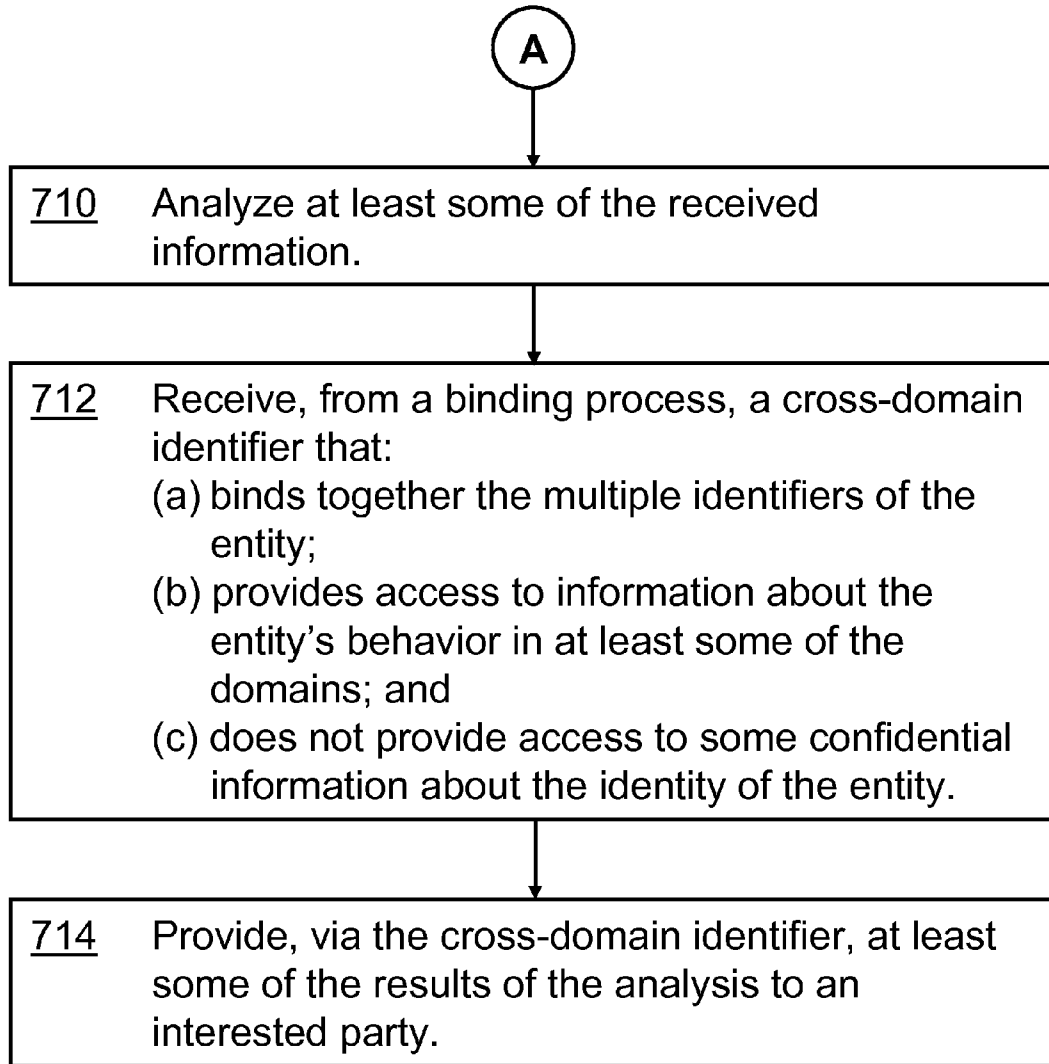 A
710 Analyze at least some of the received
information.
712 Receive, from a binding process, a cross-domain
identifier that:
(a) binds together the multiple identifiers of the
entity;
(b) provides access to information about the
entity’s behavior in at least some of the
domains; and
(c) does not provide access to some confidential
information about the identity of the entity.
714 Provide, via the cross-domain identifier, at least
some of the results of the analysis to an
interested party.